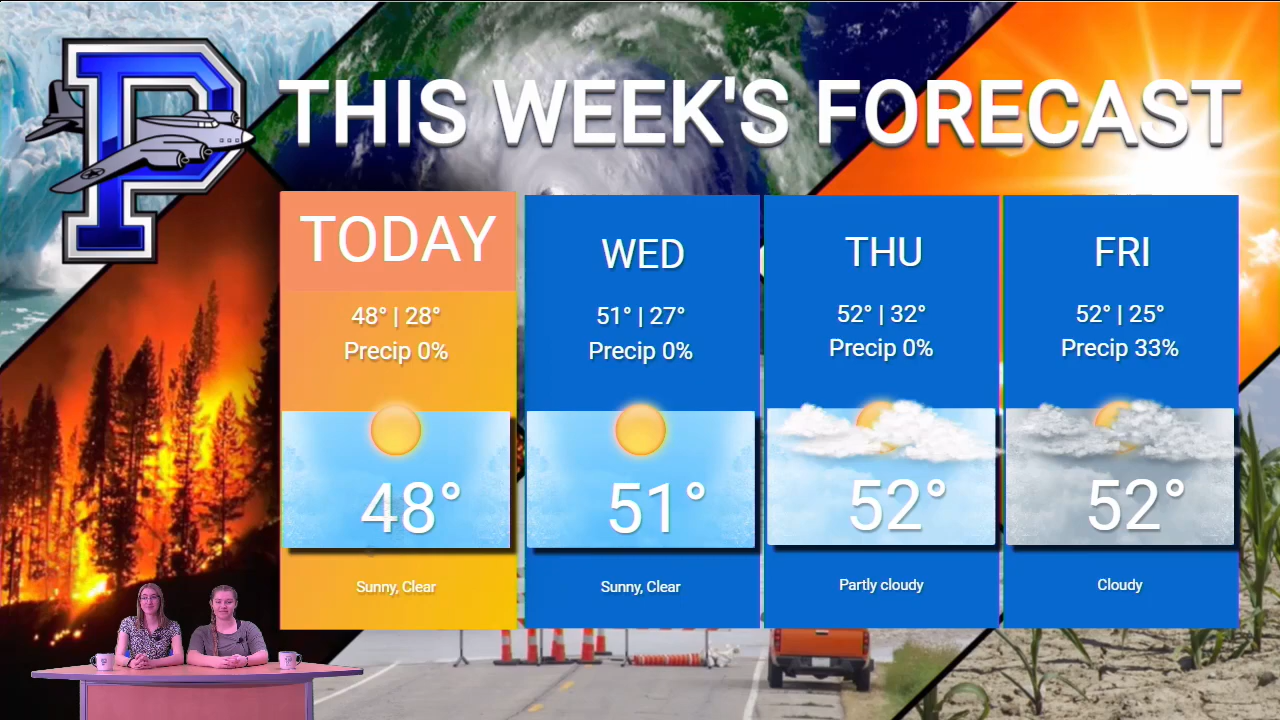 P
THIS WEEK'S FORECAST
TODAY
48° | 28°
Precip 0%
48°
Sunny, Clear
WED
51° | 27°
Precip 0%
51°
Sunny, Clear
THU
52° | 32°
Precip 0%
52°
Partly cloudy
FRI
52° | 25°
Precip 33%
52°
Cloudy